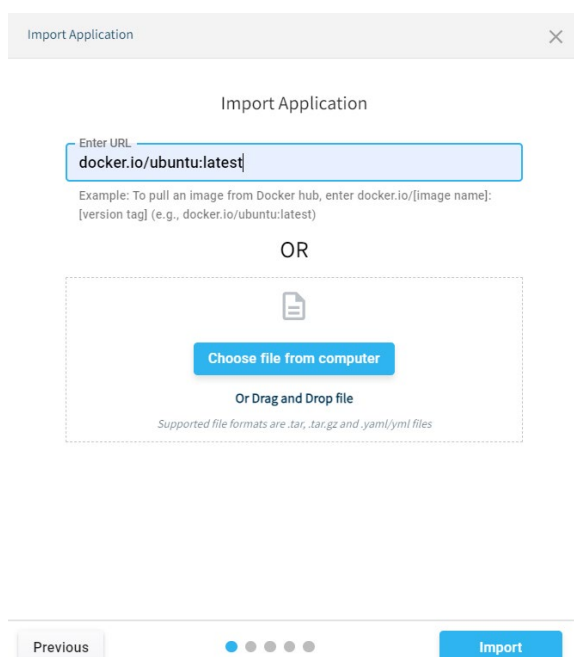 Import Application
Import Application
Enter URL
docker.io/ubuntu:latest
Example: To pull an image from Docker hub, enter docker.io/[image name]:
[version tag] (e.g., docker.io/ubuntu:latest)
OR
Choose file from computer
Or Drag and Drop file
Supported file formats are .tar, .tar.gz and .yaml/yml files
Previous
Import